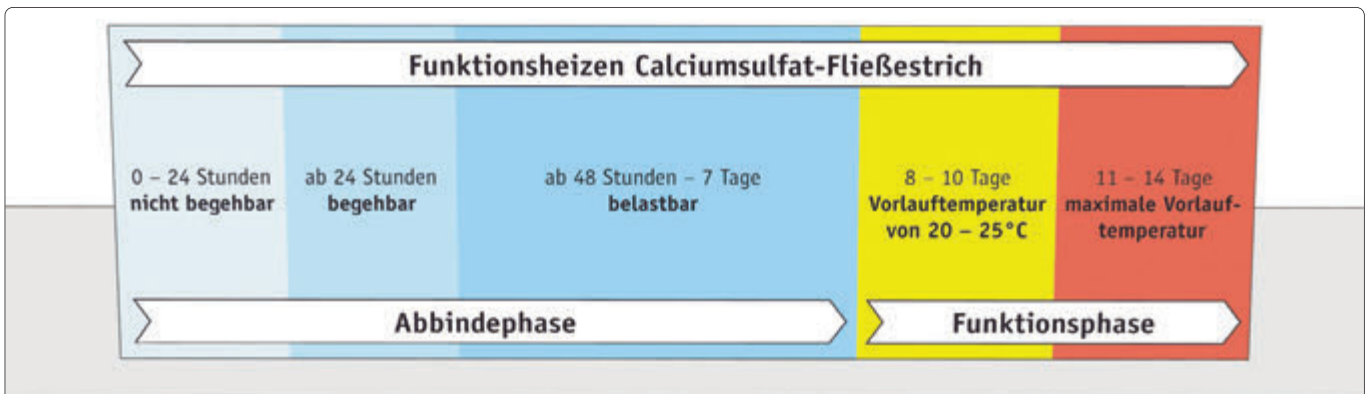 Funktionsheizen Calciumsulfat-Fließestrich
0 – 24 Stunden
nicht begehbar
ab 24 Stunden
begehbar
ab 48 Stunden – 7 Tage
belastbar
8 – 10 Tage
Vorlauftemperatur
von 20 – 25°C
11 – 14 Tage
maximale Vorlauf-
temperatur
Abbindephase
Funktionsphase